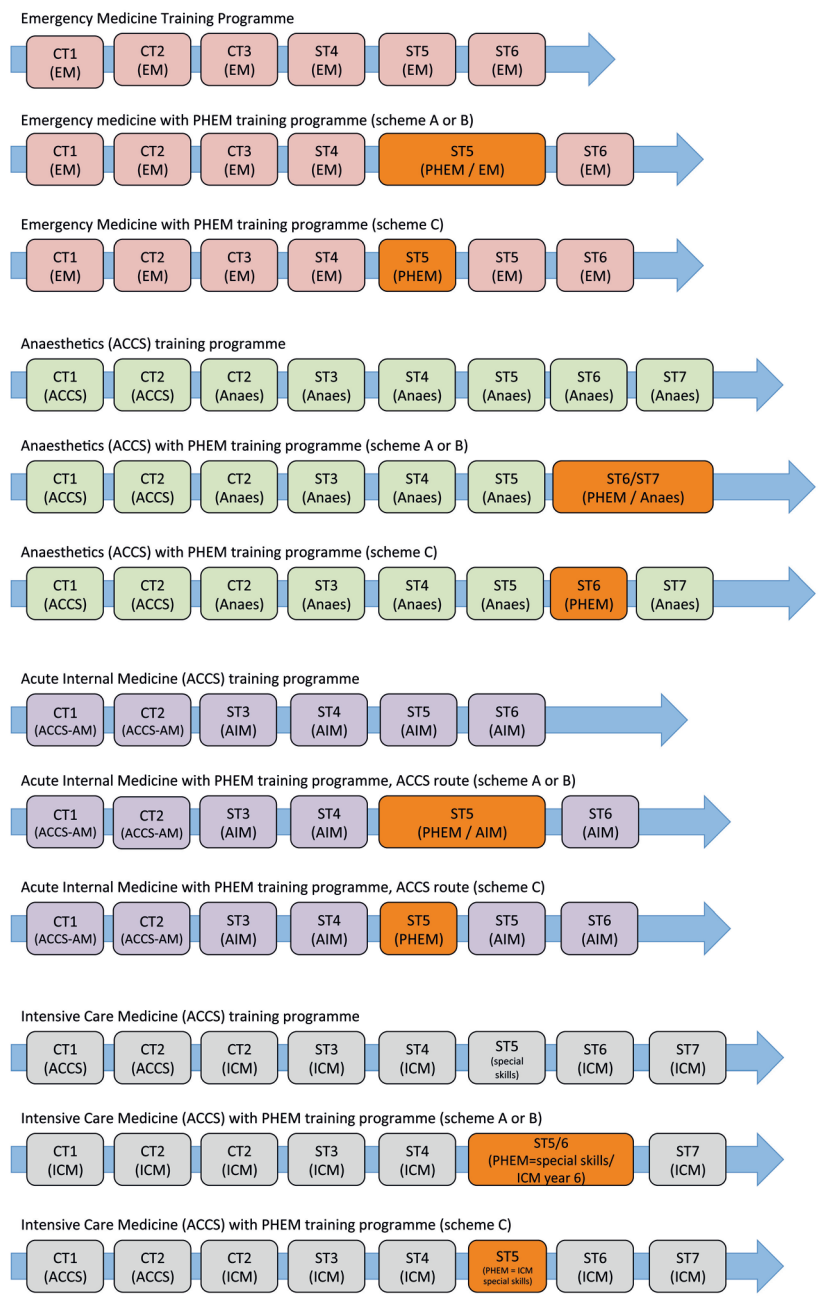 Emergency Medicine Training Programme
CT1 CT2 CT3 ST4 ST5 ST6
(EM) (EM) (EM) (EM) (EM) (EM)
Emergency medicine with PHEM training programme (scheme A or B)
CT1 CT2 CT3 ST4 ST5 ST6
(EM) (EM) (EM) (EM) (PHEM / EM) (EM)
Emergency Medicine with PHEM training programme (scheme C)
CT1 CT2 CT3 ST4 ST5 ST5 ST6
(EM) (EM) (EM) (EM) (PHEM) (EM) (EM)
Anaesthetics (ACCS) training programme
CT1 CT2 CT2 ST3 ST4 ST5 ST6 ST7
(ACCS) (ACCS) (Anaes) (Anaes) (Anaes) (Anaes) (Anaes) (Anaes)
Anaesthetics (ACCS) with PHEM training programme (scheme A or B)
CT1 CT2 CT2 ST3 ST4 ST5 ST6/ST7
(ACCS) (ACCS) (Anaes) (Anaes) (Anaes) (Anaes) (PHEM / Anaes)
Anaesthetics (ACCS) with PHEM training programme (scheme C)
CT1 CT2 CT2 ST3 ST4 ST5 ST6 ST7
(ACCS) (ACCS) (Anaes) (Anaes) (Anaes) (Anaes) (PHEM) (Anaes)
Acute Internal Medicine (ACCS) training programme
CT1 CT2 ST3 ST4 ST5 ST6
(ACCS-AM) (ACCS-AM) (AIM) (AIM) (AIM) (AIM)
Acute Internal Medicine with PHEM training programme, ACCS route (scheme A or B)
CT1 CT2 ST3 ST4 ST5 ST6
(ACCS-AM) (ACCS-AM) (AIM) (AIM) (PHEM / AIM) (AIM)
Acute Internal Medicine with PHEM training programme, ACCS route (scheme C)
CT1 CT2 ST3 ST4 ST5 ST5 ST6
(ACCS-AM) (ACCS-AM) (AIM) (AIM) (PHEM) (AIM) (AIM)
Intensive Care Medicine (ACCS) training programme
CT1 CT2 CT2 ST3 ST4 ST5 ST6 ST7
(ACCS) (ACCS) (ICM) (ICM) (ICM) (special (ICM) (ICM)
skills)
Intensive Care Medicine (ACCS) with PHEM training programme (scheme A or B)
CT1 CT2 CT2 ST3 ST4 ST5/6 ST7
(ICM) (ICM) (ICM) (ICM) (ICM) (PHEM=special skills/ (ICM)
ICM year 6)
Intensive Care Medicine (ACCS) with PHEM training programme (scheme C)
CT1 CT2 CT2 ST3 ST4 ST5 ST6 ST7
(ACCS) (ACCS) (ICM) (ICM) (ICM) (PHEM = ICM (ICM) (ICM)
special skills)